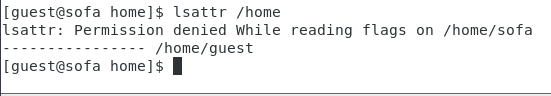 [guest@sofa home]$ lsattr /home
lsattr: Permission denied While reading flags on /home/sofa
--------------- /home/guest
[guest@sofa home]$